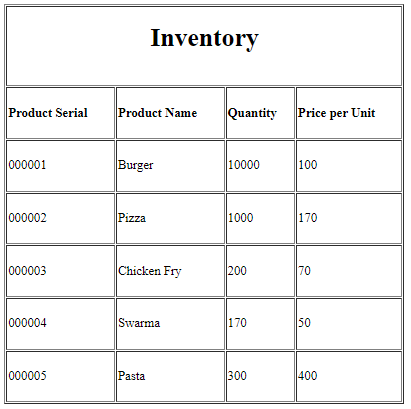 Inventory
Product Serial Product Name Quantity Price per Unit
000001 Burger 10000 100
000002 Pizza 1000 170
000003 Chicken Fry 200 70
000004 Swarma 170 50
000005 Pasta 300 400